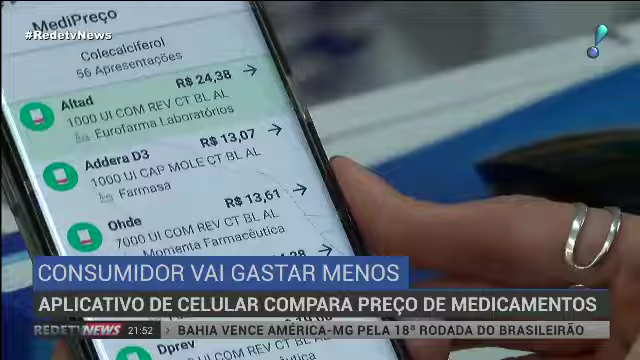 #RedetvNews
MediPreço
Colecalciferol
56 Apresentações
R$ 24,38
Altad
1000 UI COM REV CT BL AL
Eurofarma Laboratórios
R$ 13,07
Addera D3
1000 UI CAP MOLE CT BL AL
Farmasa
R$ 13,61
Ohde
7000 UI COM REV CT BL AL
Momenta Farmacêutica
CONSUMIDOR VAI GASTAR MENOS
APLICATIVO DE CELULAR COMPARA PREÇO DE MEDICAMENTOS
REDETV NEWS 21:52 BAHIA VENCE AMÉRICA-MG PELA 18ª RODADA DO BRASILEIRÃO
Dprev